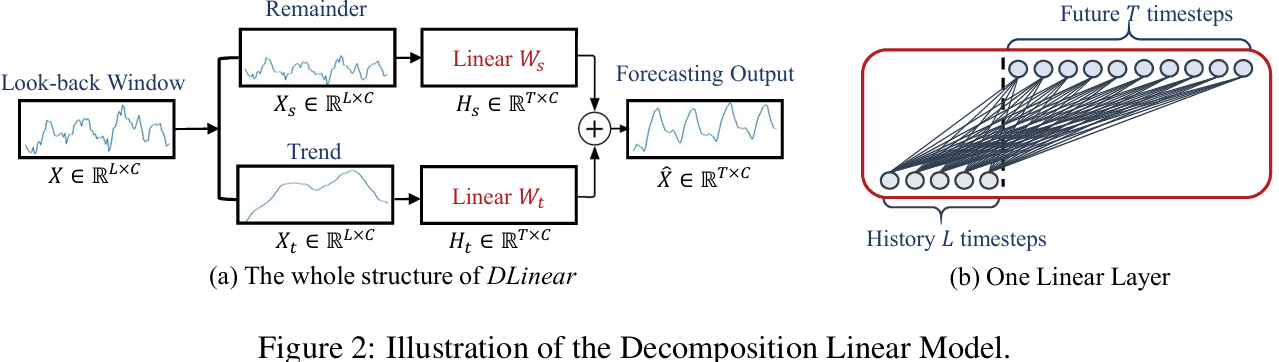 Look-back Window
X ∈ ℝ^{L×C}
Remainder
X_s ∈ ℝ^{L×C}
Trend
X_t ∈ ℝ^{L×C}
Linear W_s
H_s ∈ ℝ^{T×C}
Linear W_t
H_t ∈ ℝ^{T×C}
+
Forecasting Output
X̂ ∈ ℝ^{T×C}
(a) The whole structure of DLinear
Future T timesteps
History L timesteps
(b) One Linear Layer
Figure 2: Illustration of the Decomposition Linear Model.